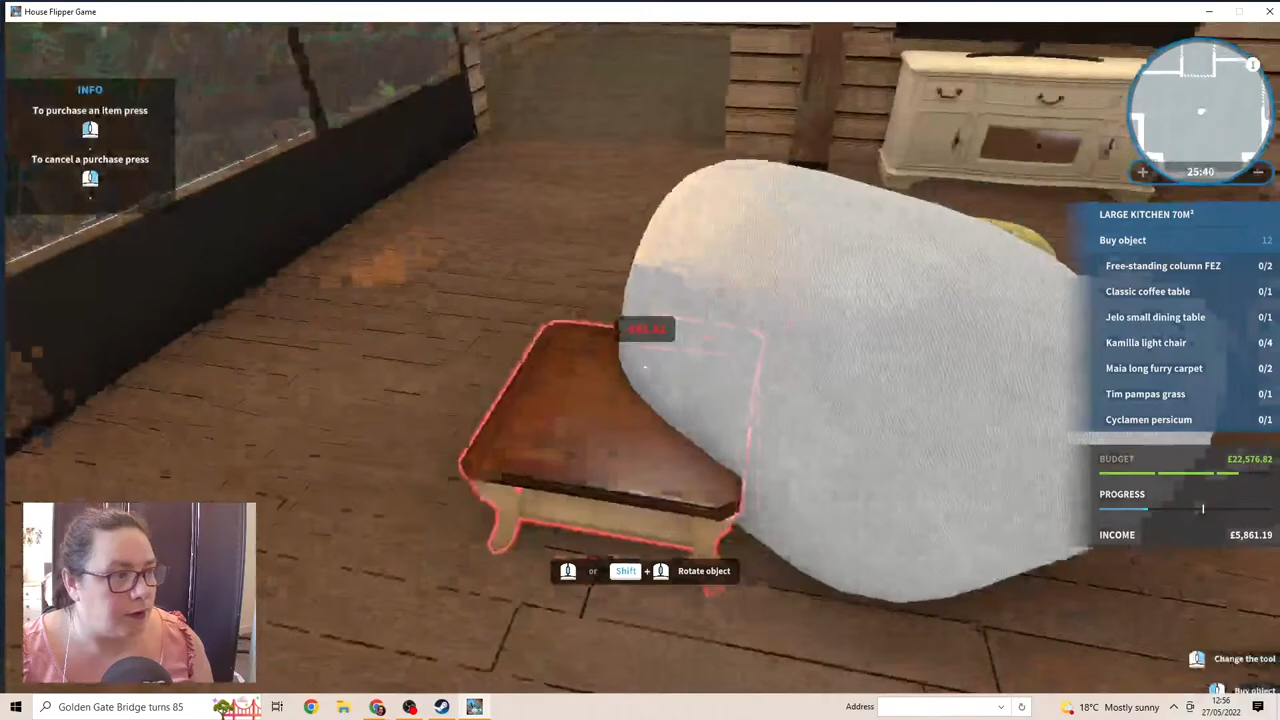 House Flipper Game
INFO
To purchase an item press
To cancel a purchase press
1
25:40
LARGE KITCHEN 70M²
Buy object 12
Free-standing column FEZ 0/2
Classic coffee table 0/1
Jelo small dining table 0/1
Kamilla light chair 0/4
Maia long furry carpet 0/2
Tim pampas grass 0/1
Cyclamen persicum 0/1
BUDGET £22,576.82
PROGRESS
INCOME £5,861.19
or Shift + Rotate object
Change the tool
Buy object
Golden Gate Bridge turns 85
Address
18°C Mostly sunny
12:56
27/05/2022